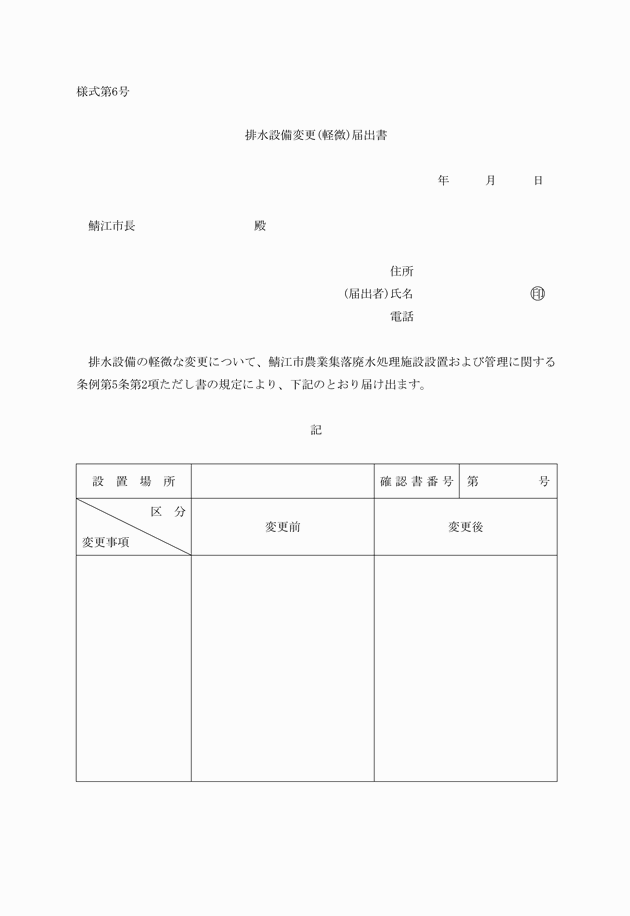 様式第6号
排水設備変更(軽微)届出書
年　　　月　　　日
鯖江市長　　　　　　　　　　殿
住所
(届出者)氏名　　　　　　　　　　㊞
電話
排水設備の軽微な変更について、鯖江市農業集落廃水処理施設設置および管理に関する
条例第5条第2項ただし書の規定により、下記のとおり届け出ます。
記
設　置　場　所　　　確認書番号　第　　　　　号
区　分
変更事項
変更前
変更後